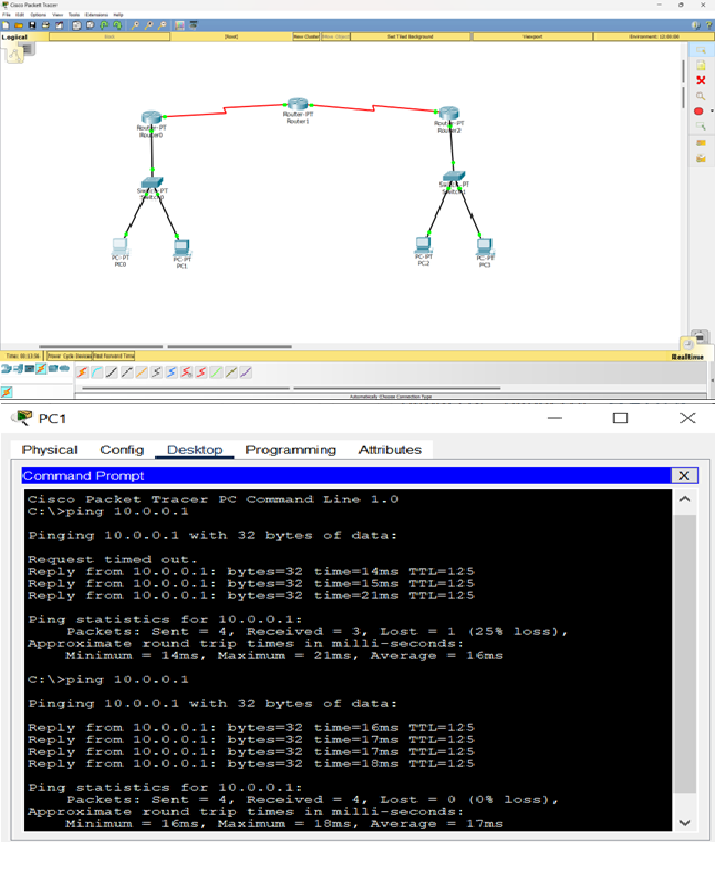 Cisco Packet Tracer
File Edit Options View Tools Extensions Help
Logical
[Root]
New Cluster
Move Object
Set Tiled Background
Viewport
Router-PT
Router0
Router-PT
Router1
Router-PT
Router2
Switch-PT
Switch0
PC-PT
PC0
PC-PT
PC1
PC-PT
PC2
PC-PT
PC3
Power Cycle Devices
Fast Forward Time
Realtime
Automatically Choose Connection Type
PC1
Physical Config Desktop Programming Attributes
Command Prompt X
Cisco Packet Tracer PC Command Line 1.0
C:\>ping 10.0.0.1
Pinging 10.0.0.1 with 32 bytes of data:
Request timed out.
Reply from 10.0.0.1: bytes=32 time=14ms TTL=125
Reply from 10.0.0.1: bytes=32 time=15ms TTL=125
Reply from 10.0.0.1: bytes=32 time=21ms TTL=125
Ping statistics for 10.0.0.1:
Packets: Sent = 4, Received = 3, Lost = 1 (25% loss),
Approximate round trip times in milli-seconds:
Minimum = 14ms, Maximum = 21ms, Average = 16ms
C:\>ping 10.0.0.1
Pinging 10.0.0.1 with 32 bytes of data:
Reply from 10.0.0.1: bytes=32 time=16ms TTL=125
Reply from 10.0.0.1: bytes=32 time=17ms TTL=125
Reply from 10.0.0.1: bytes=32 time=17ms TTL=125
Reply from 10.0.0.1: bytes=32 time=18ms TTL=125
Ping statistics for 10.0.0.1:
Packets: Sent = 4, Received = 4, Lost = 0 (0% loss),
Approximate round trip times in milli-seconds:
Minimum = 16ms, Maximum = 18ms, Average = 17ms